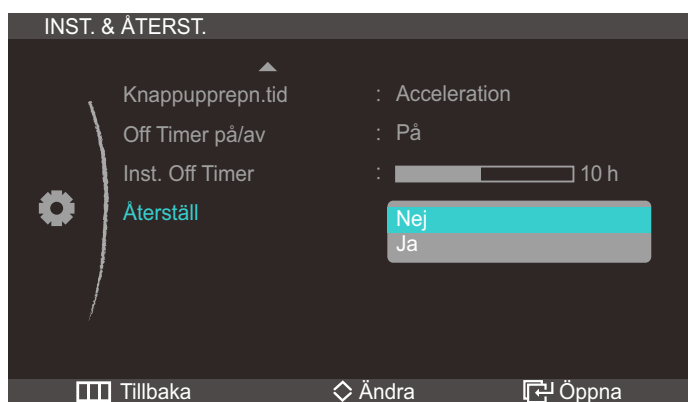 INST. & ÅTERST.
Knappupprepn.tid : Acceleration
Off Timer på/av : På
Inst. Off Timer : 10 h
Återställ Nej
Ja
Tillbaka Ändra Öppna